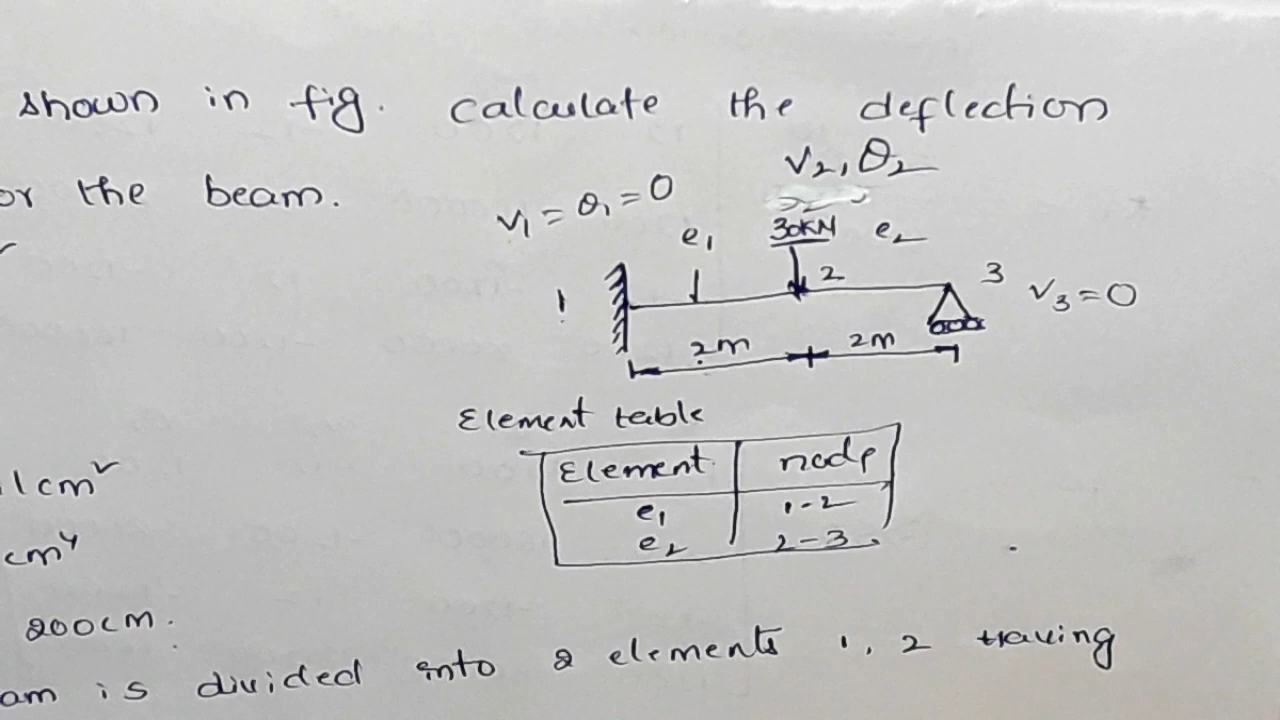 shown in fig. calculate the deflection
or the beam.
V₂, θ₂
V₁ = θ₁ = 0
e₁ 30KN e₂
1 2 3 V₃ = 0
2m 2m
Element table
Element node
e₁ 1-2
e₂ 2-3
1cm²
cm⁴
200cm.
am is divided into 2 elements 1, 2 having